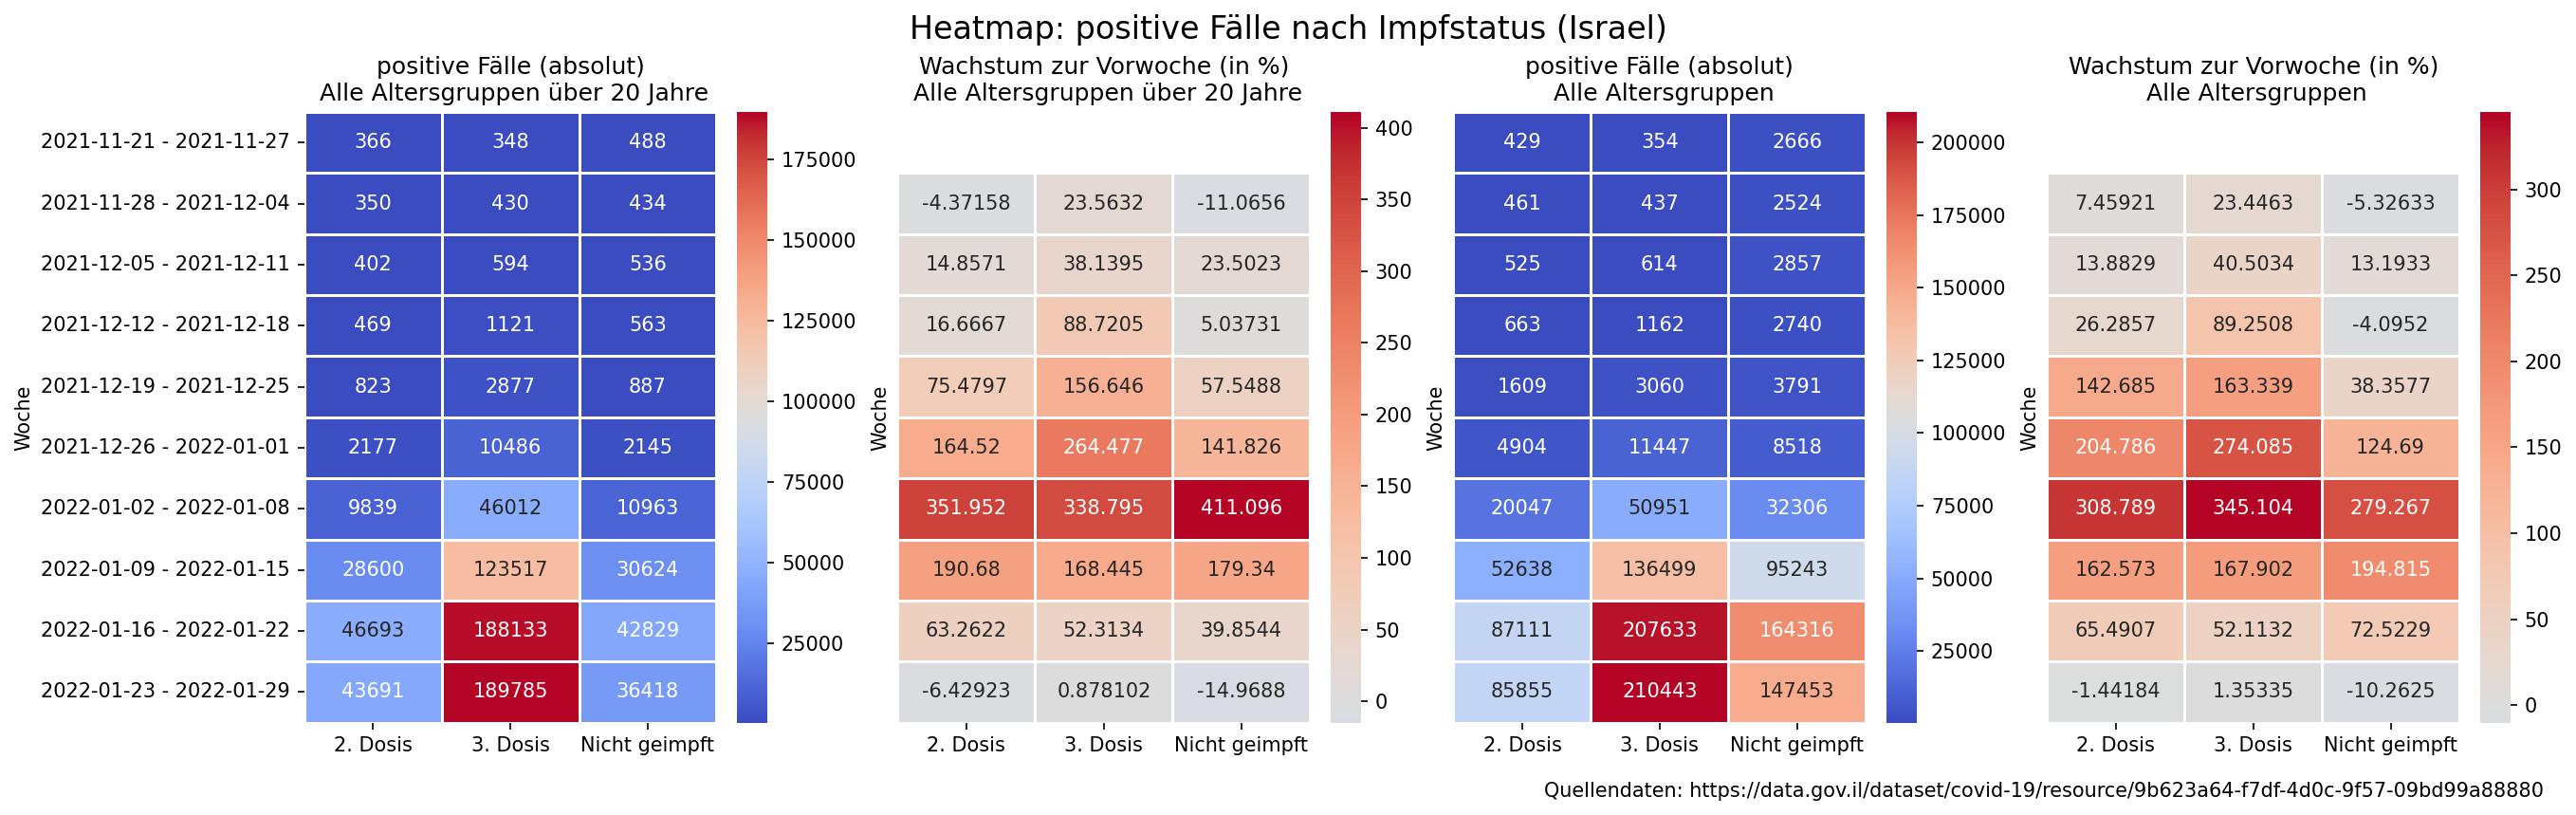 Heatmap: positive Fälle nach Impfstatus (Israel)
positive Fälle (absolut)
Alle Altersgruppen über 20 Jahre
Woche
2021-11-21 - 2021-11-27 366 348 488
2021-11-28 - 2021-12-04 350 430 434
2021-12-05 - 2021-12-11 402 594 536
2021-12-12 - 2021-12-18 469 1121 563
2021-12-19 - 2021-12-25 823 2877 887
2021-12-26 - 2022-01-01 2177 10486 2145
2022-01-02 - 2022-01-08 9839 46012 10963
2022-01-09 - 2022-01-15 28600 123517 30624
2022-01-16 - 2022-01-22 46693 188133 42829
2022-01-23 - 2022-01-29 43691 189785 36418
2. Dosis 3. Dosis Nicht geimpft
175000
150000
125000
100000
75000
50000
25000
Wachstum zur Vorwoche (in %)
Alle Altersgruppen über 20 Jahre
Woche
-4.37158 23.5632 -11.0656
14.8571 38.1395 23.5023
16.6667 88.7205 5.03731
75.4797 156.646 57.5488
164.52 264.477 141.826
351.952 338.795 411.096
190.68 168.445 179.34
63.2622 52.3134 39.8544
-6.42923 0.878102 -14.9688
2. Dosis 3. Dosis Nicht geimpft
400
350
300
250
200
150
100
50
0
positive Fälle (absolut)
Alle Altersgruppen
Woche
429 354 2666
461 437 2524
525 614 2857
663 1162 2740
1609 3060 3791
4904 11447 8518
20047 50951 32306
52638 136499 95243
87111 207633 164316
85855 210443 147453
2. Dosis 3. Dosis Nicht geimpft
200000
175000
150000
125000
100000
75000
50000
25000
Wachstum zur Vorwoche (in %)
Alle Altersgruppen
Woche
7.45921 23.4463 -5.32633
13.8829 40.5034 13.1933
26.2857 89.2508 -4.0952
142.685 163.339 38.3577
204.786 274.085 124.69
308.789 345.104 279.267
162.573 167.902 194.815
65.4907 52.1132 72.5229
-1.44184 1.35335 -10.2625
2. Dosis 3. Dosis Nicht geimpft
300
250
200
150
100
50
0
Quellendaten: https://data.gov.il/dataset/covid-19/resource/9b623a64-f7df-4d0c-9f57-09bd99a88880